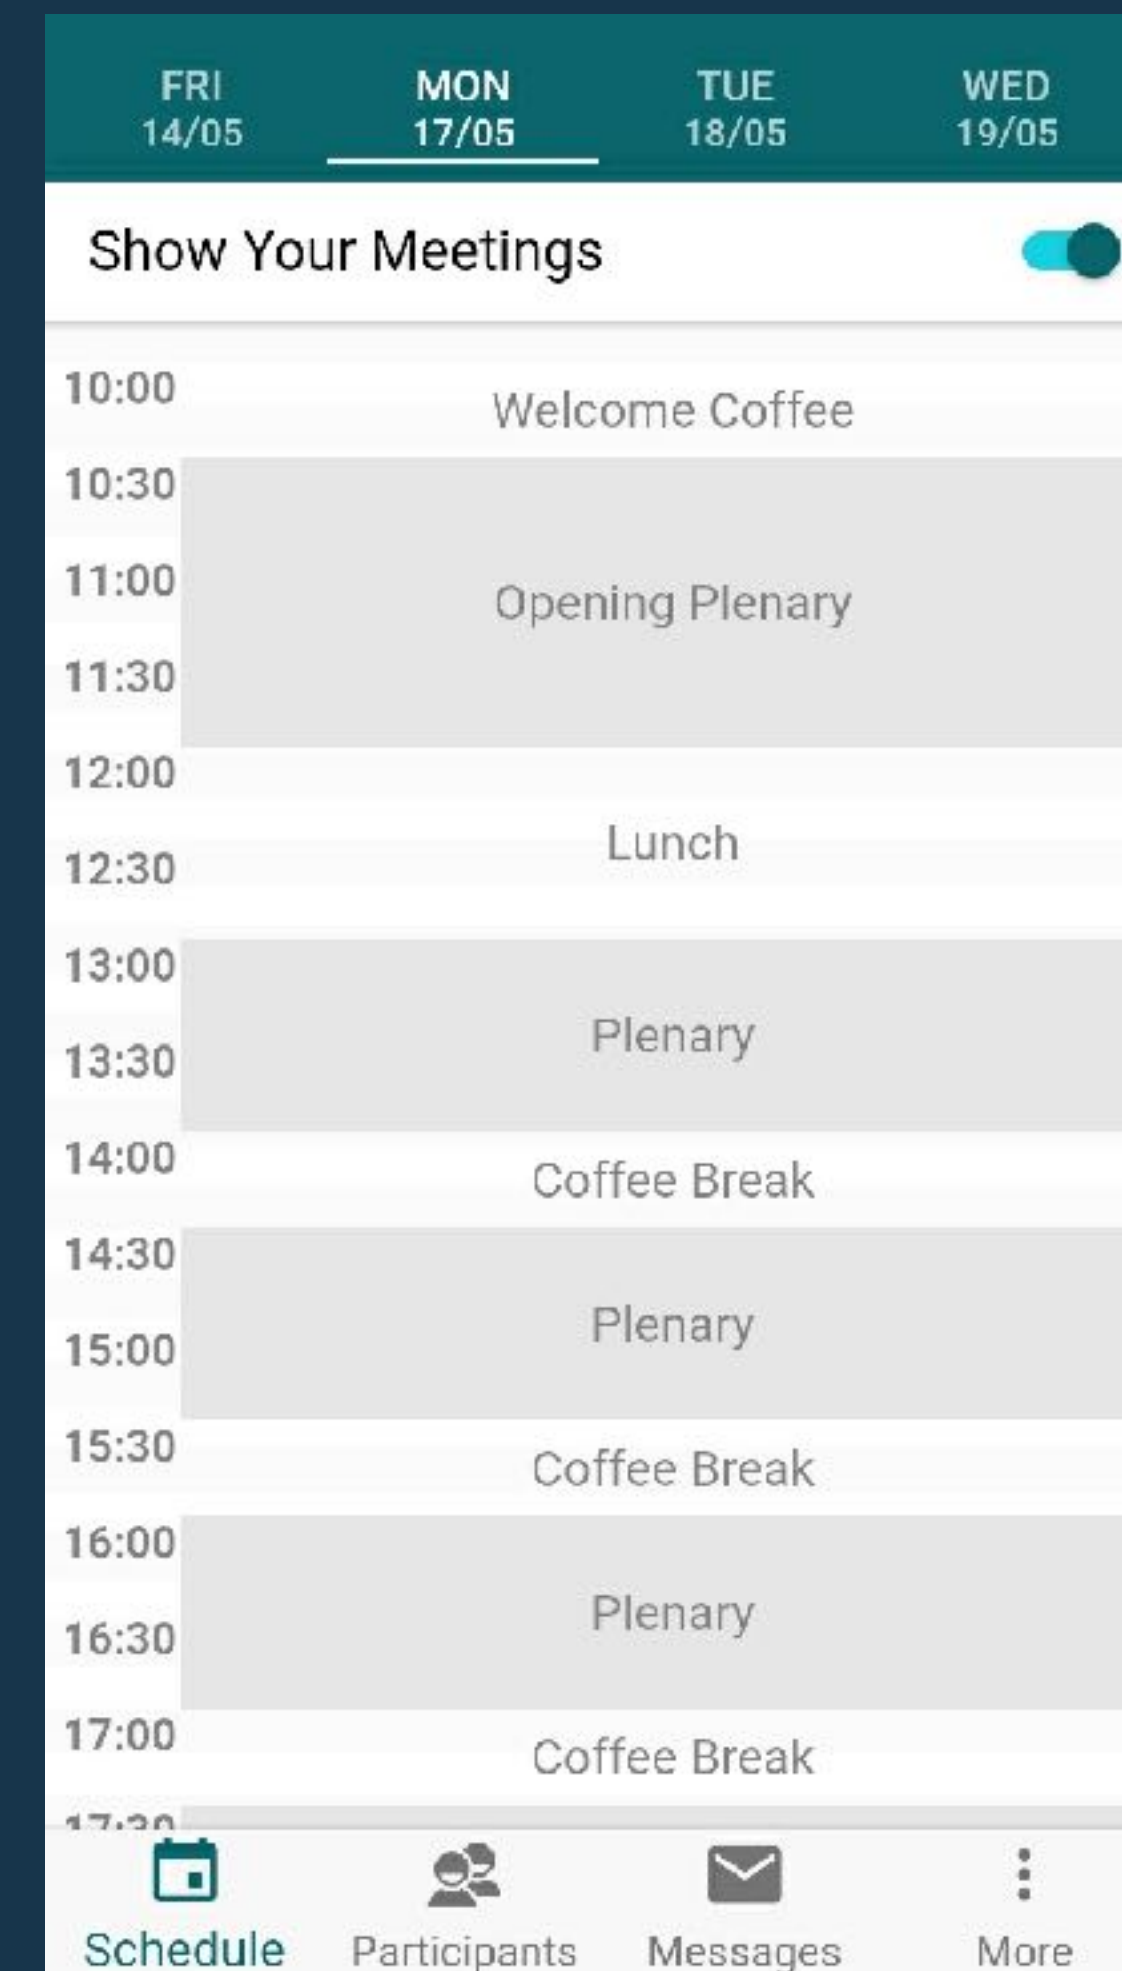 FRI MON TUE WED
14/05 17/05 18/05 19/05
Show Your Meetings
10:00
Welcome Coffee
10:30
11:00
Opening Plenary
11:30
12:00
Lunch
12:30
13:00
Plenary
13:30
14:00
Coffee Break
14:30
Plenary
15:00
15:30
Coffee Break
16:00
Plenary
16:30
17:00
Coffee Break
17:30
Schedule Participants Messages More